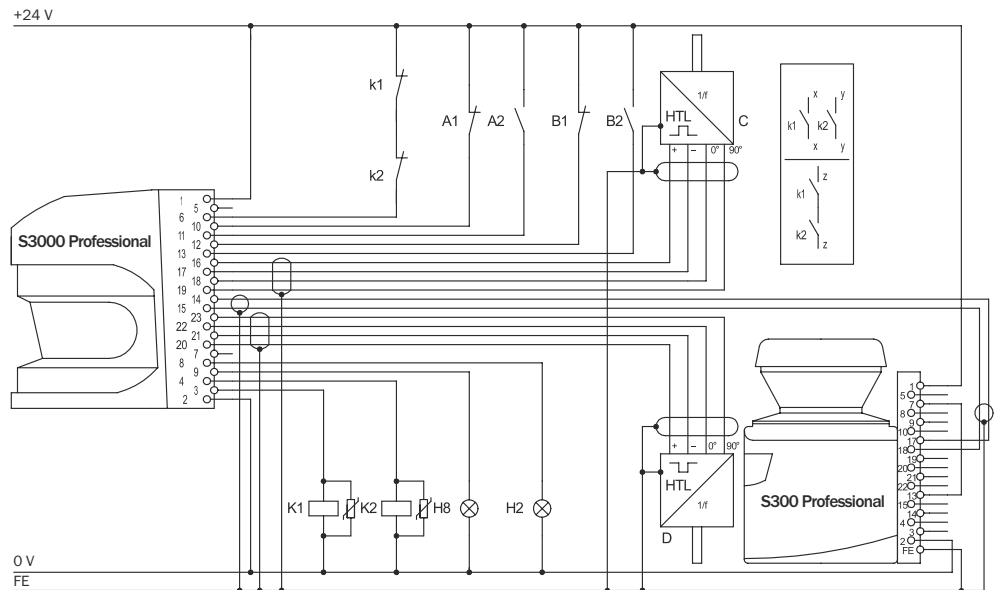 +24 V
k1
k2
A1
A2
B1
B2
1/f
HTL
C
+ – 0° 90°
x y
k1 k2
x y
z
k1
k2
z
S3000 Professional
1
5
6
10
11
12
13
16
17
18
19
14
15
23
22
21
20
7
8
9
4
3
2
K1
K2
H8
H2
+ – 0° 90°
HTL
1/f
D
S300 Professional
1
5
7
8
9
10
17
18
19
20
21
22
13
15
14
4
3
2
FE
0 V
FE